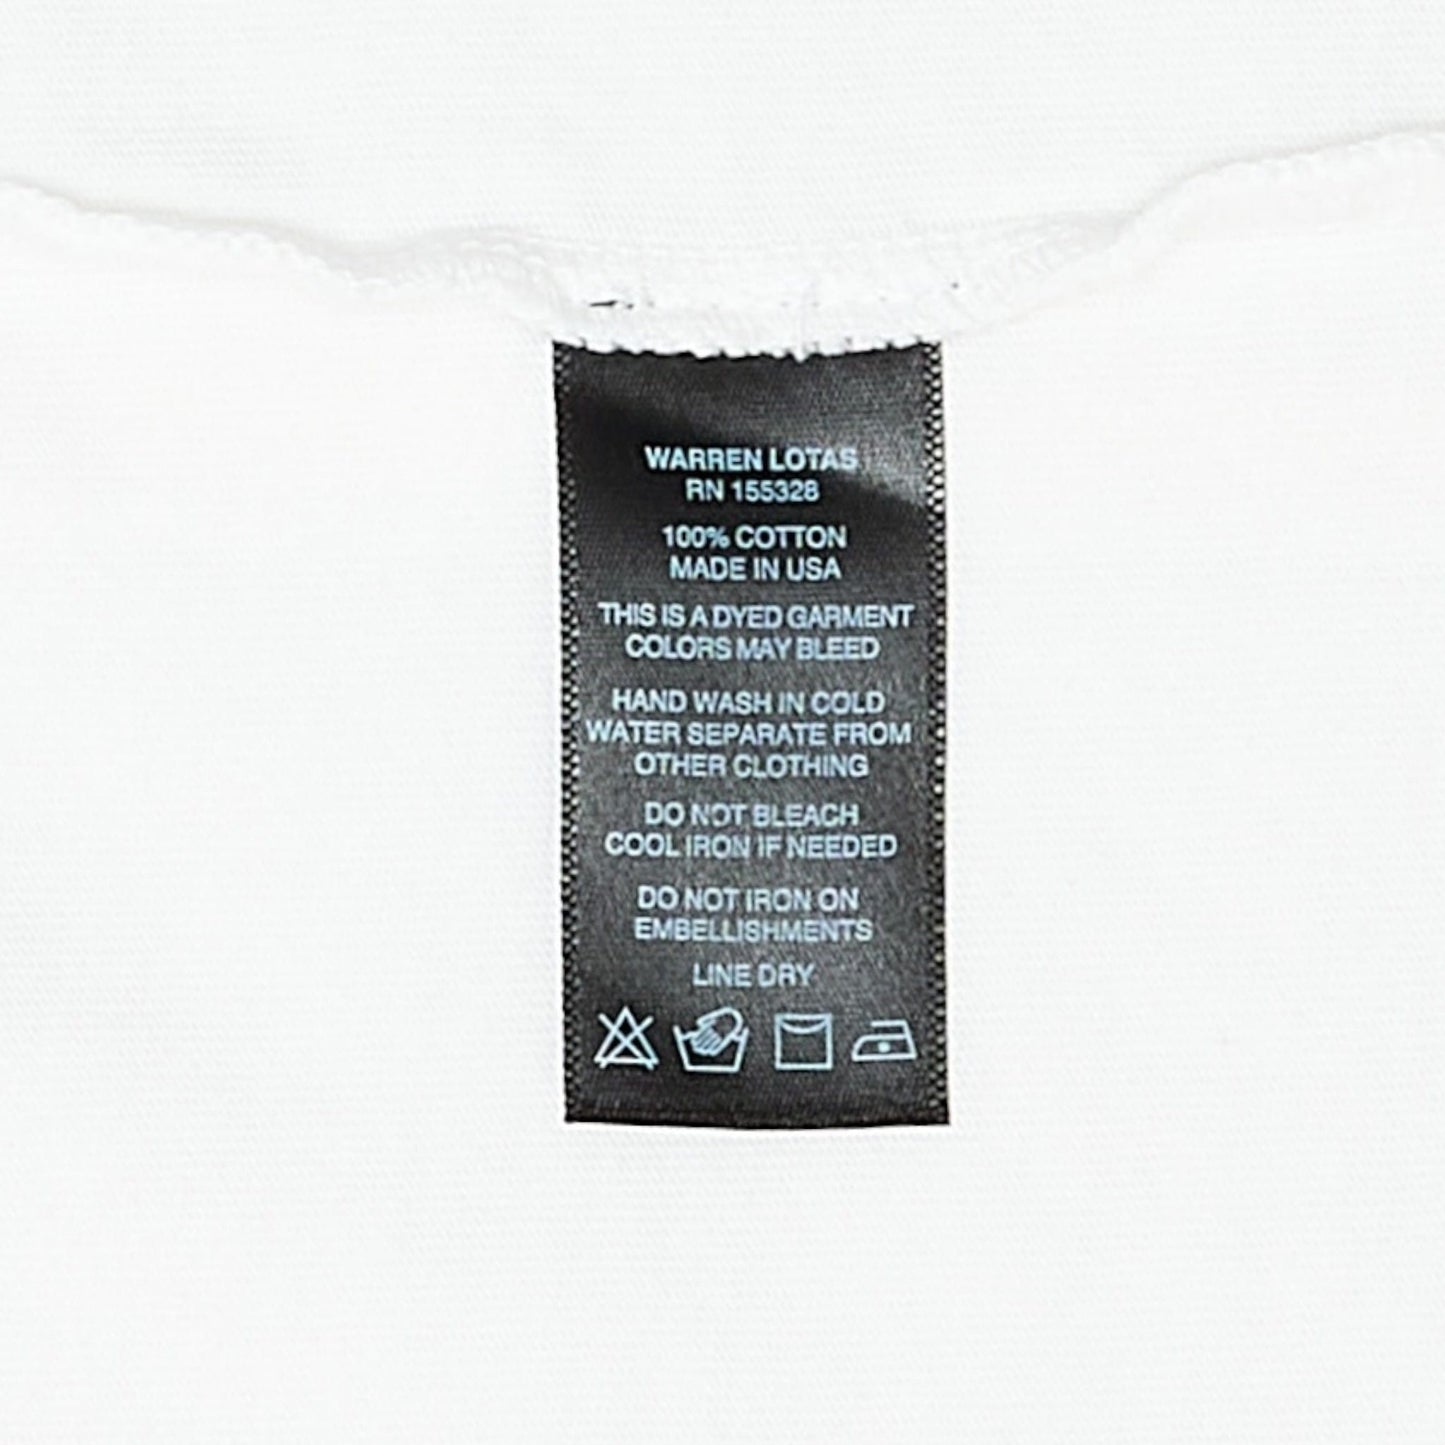 WARREN LOTAS
RN 155328
100% COTTON
MADE IN USA
THIS IS A DYED GARMENT
COLORS MAY BLEED
HAND WASH IN COLD
WATER SEPARATE FROM
OTHER CLOTHING
DO NOT BLEACH
COOL IRON IF NEEDED
DO NOT IRON ON
EMBELLISHMENTS
LINE DRY